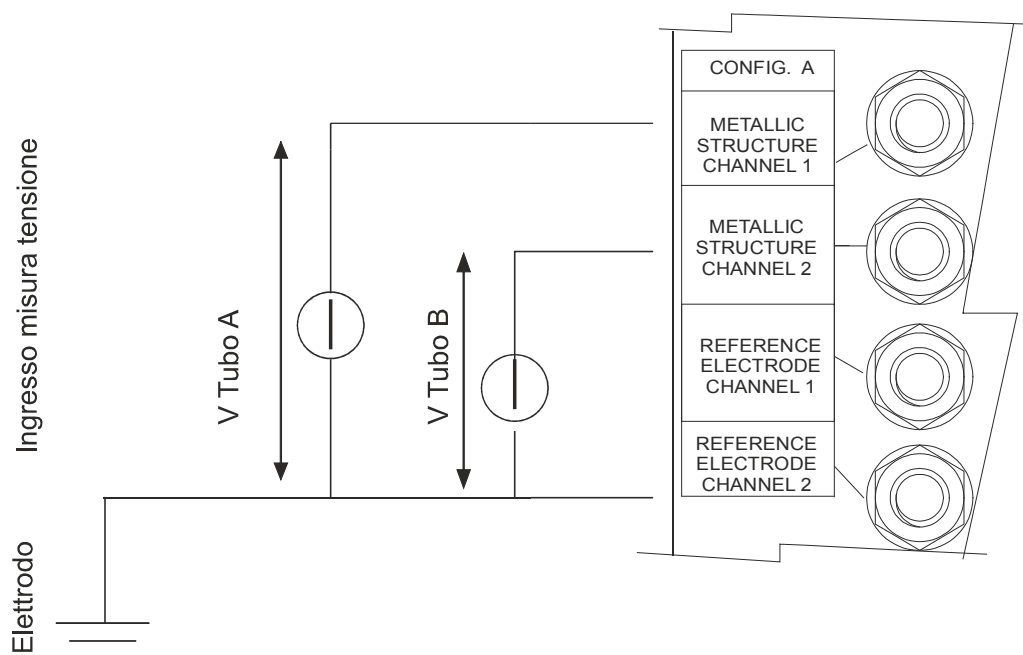 Ingresso misura tensione
Elettrodo
V Tubo A
V Tubo B
CONFIG. A
METALLIC
STRUCTURE
CHANNEL 1
METALLIC
STRUCTURE
CHANNEL 2
REFERENCE
ELECTRODE
CHANNEL 1
REFERENCE
ELECTRODE
CHANNEL 2